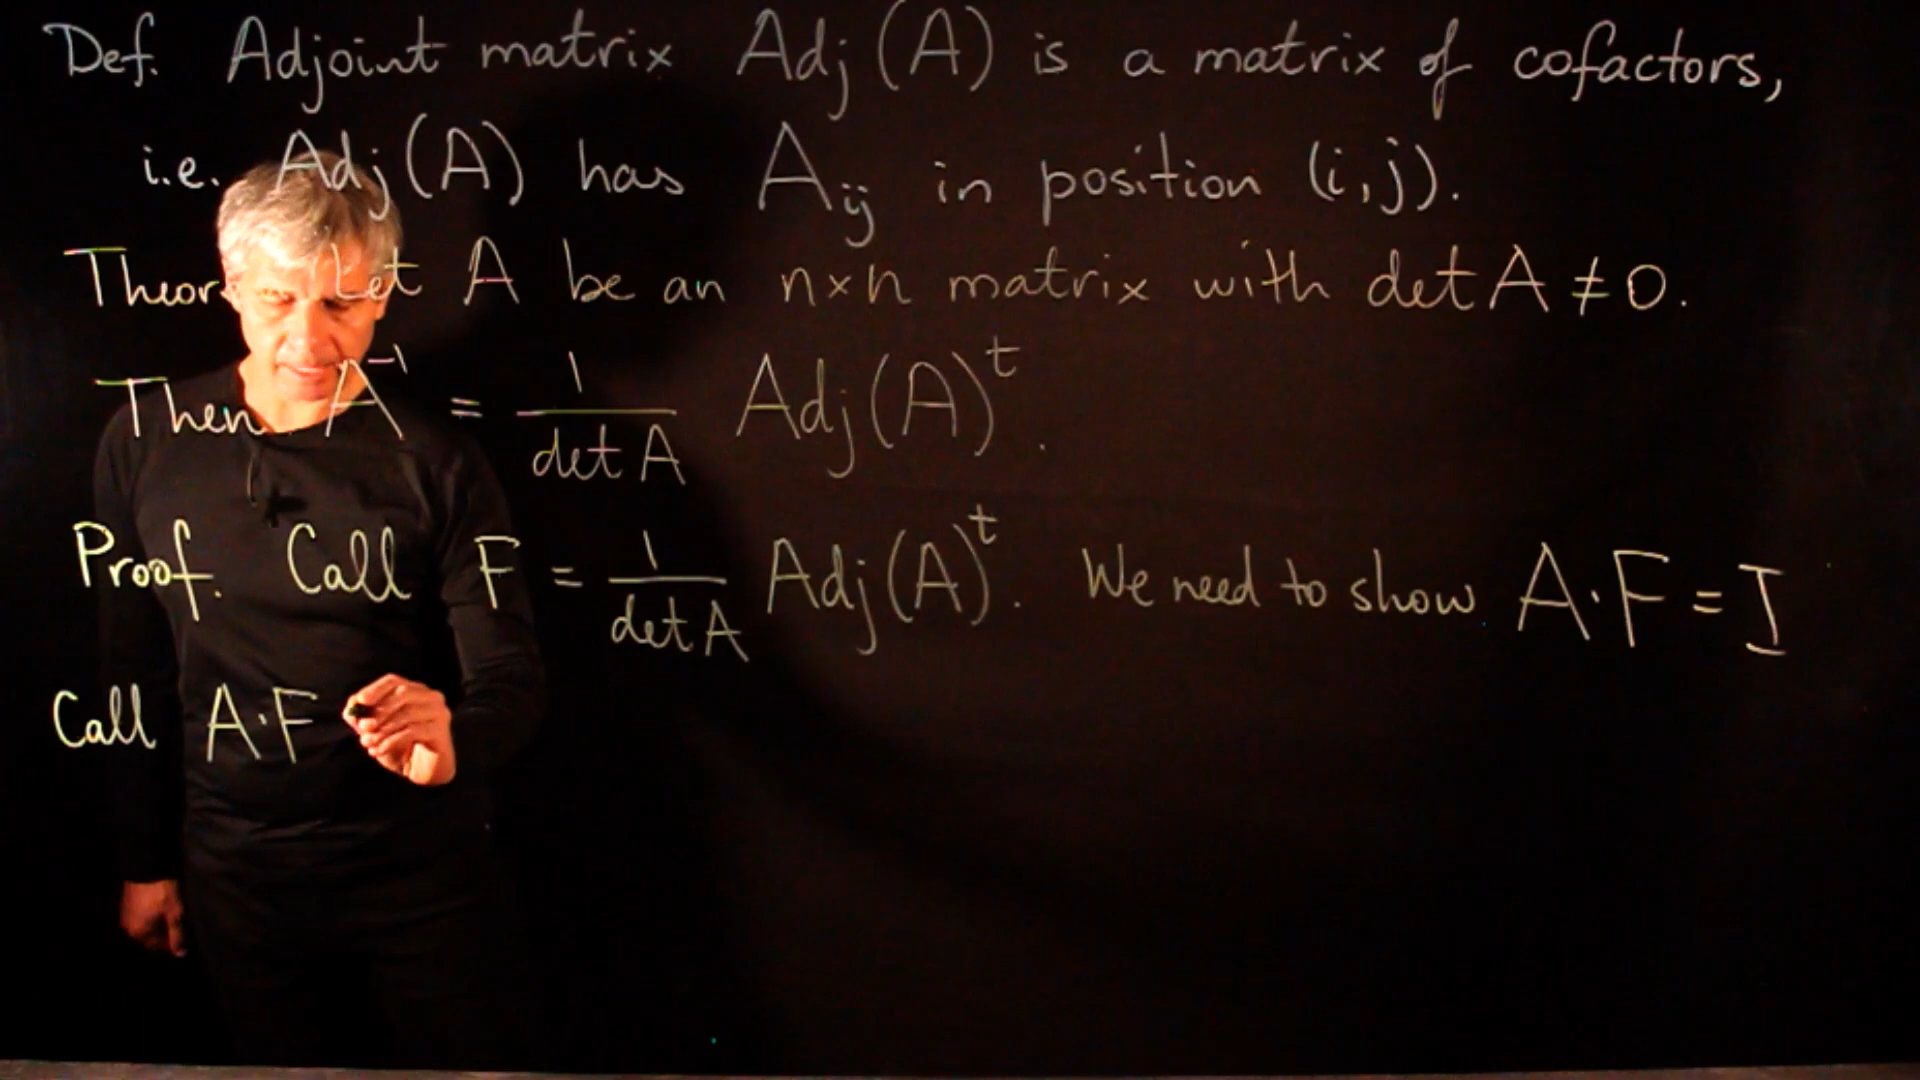 Def. Adjoint matrix Adj(A) is a matrix of cofactors,
i.e. Adj(A) has A_ij in position (i,j).
Theor. Let A be an n×n matrix with det A ≠ 0.
Then A^-1 = 1/det A Adj(A)^t.
Proof. Call F = 1/det A Adj(A)^t. We need to show A·F = I
Call A·F